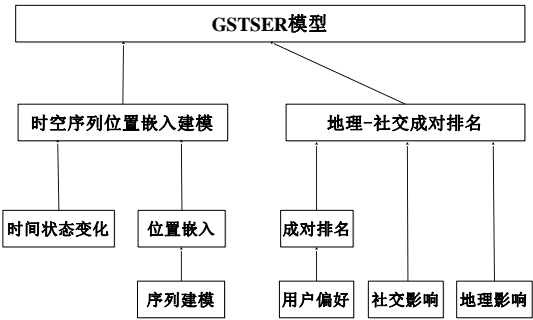 GSTSER模型
时空序列位置嵌入建模
地理-社交成对排名
时间状态变化
位置嵌入
成对排名
序列建模
用户偏好
社交影响
地理影响